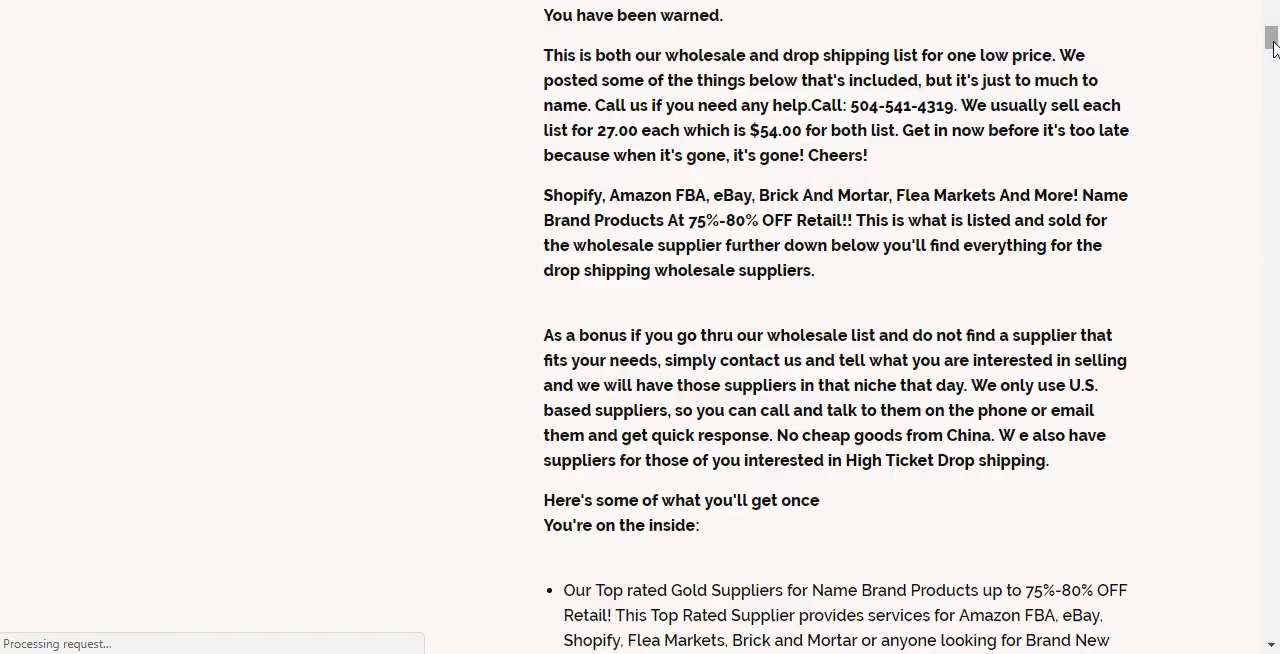 You have been warned.
This is both our wholesale and drop shipping list for one low price. We
posted some of the things below that's included, but it's just to much to
name. Call us if you need any help.Call: 504-541-4319. We usually sell each
list for 27.00 each which is $54.00 for both list. Get in now before it's too late
because when it's gone, it's gone! Cheers!
Shopify, Amazon FBA, eBay, Brick And Mortar, Flea Markets And More! Name
Brand Products At 75%-80% OFF Retail!! This is what is listed and sold for
the wholesale supplier further down below you'll find everything for the
drop shipping wholesale suppliers.
As a bonus if you go thru our wholesale list and do not find a supplier that
fits your needs, simply contact us and tell what you are interested in selling
and we will have those suppliers in that niche that day. We only use U.S.
based suppliers, so you can call and talk to them on the phone or email
them and get quick response. No cheap goods from China. W e also have
suppliers for those of you interested in High Ticket Drop shipping.
Here's some of what you'll get once
You're on the inside:
• Our Top rated Gold Suppliers for Name Brand Products up to 75%-80% OFF
Retail! This Top Rated Supplier provides services for Amazon FBA, eBay,
Shopify, Flea Markets, Brick and Mortar or anyone looking for Brand New
Processing request...